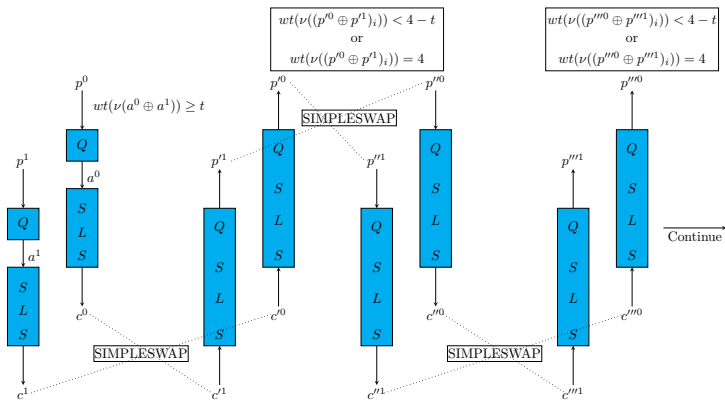 wt(ν((p′⁰ ⊕ p′¹)ᵢ)) < 4 − t
or
wt(ν((p′⁰ ⊕ p′¹)ᵢ)) = 4
wt(ν((p′′′⁰ ⊕ p′′′¹)ᵢ)) < 4 − t
or
wt(ν((p′′′⁰ ⊕ p′′′¹)ᵢ)) = 4
p⁰
p′⁰
p′′⁰
p′′′⁰
wt(ν(a⁰ ⊕ a¹)) ≥ t
SIMPLESWAP
Q
Q
Q
Q
p¹
p′¹
p′′¹
p′′′¹
a⁰
S
S
S
S
Q
Q
Q
Q
L
L
L
L
Continue
a¹
S
S
S
S
S
S
S
S
L
L
L
L
c⁰
c′⁰
c′′⁰
c′′′⁰
S
S
S
S
SIMPLESWAP
SIMPLESWAP
c¹
c′¹
c′′¹
c′′′¹